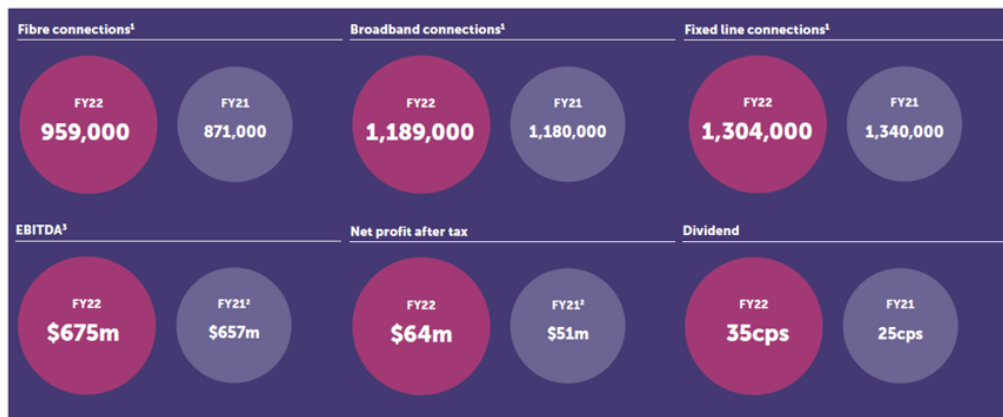 Fibre connections¹
Broadband connections¹
Fixed line connections¹
FY22
959,000
FY21
871,000
FY22
1,189,000
FY21
1,180,000
FY22
1,304,000
FY21
1,340,000
EBITDA³
Net profit after tax
Dividend
FY22
$675m
FY21²
$657m
FY22
$64m
FY21²
$51m
FY22
35cps
FY21
25cps